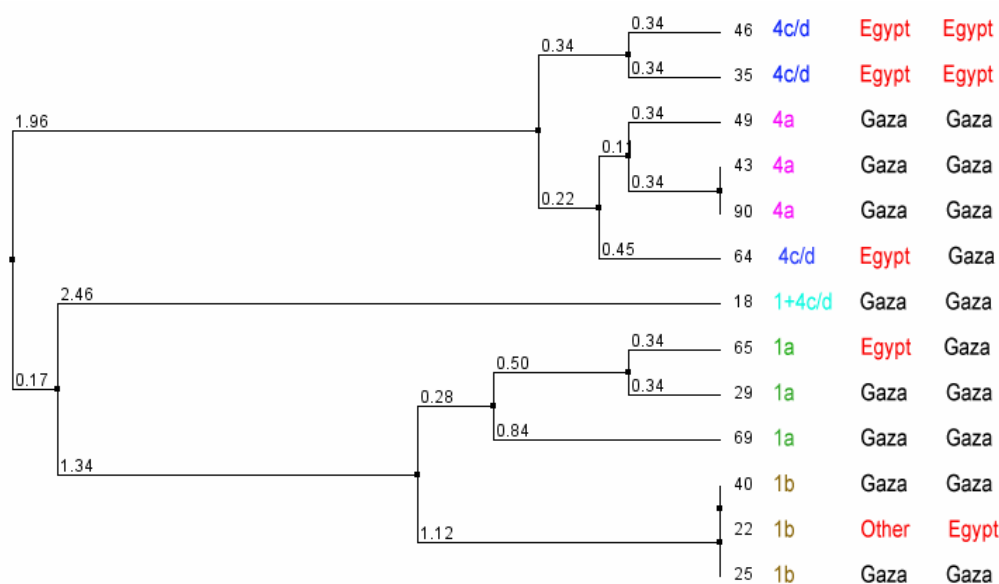 0.34 46 4c/d Egypt Egypt
0.34
0.34 35 4c/d Egypt Egypt
1.96
0.34 49 4a Gaza Gaza
0.11 43 4a Gaza Gaza
0.34
0.22 90 4a Gaza Gaza
0.45 64 4c/d Egypt Gaza
2.46 18 1+4c/d Gaza Gaza
0.34 65 1a Egypt Gaza
0.50
0.17 0.34 29 1a Gaza Gaza
0.28
0.84 69 1a Gaza Gaza
1.34
40 1b Gaza Gaza
1.12 22 1b Other Egypt
25 1b Gaza Gaza